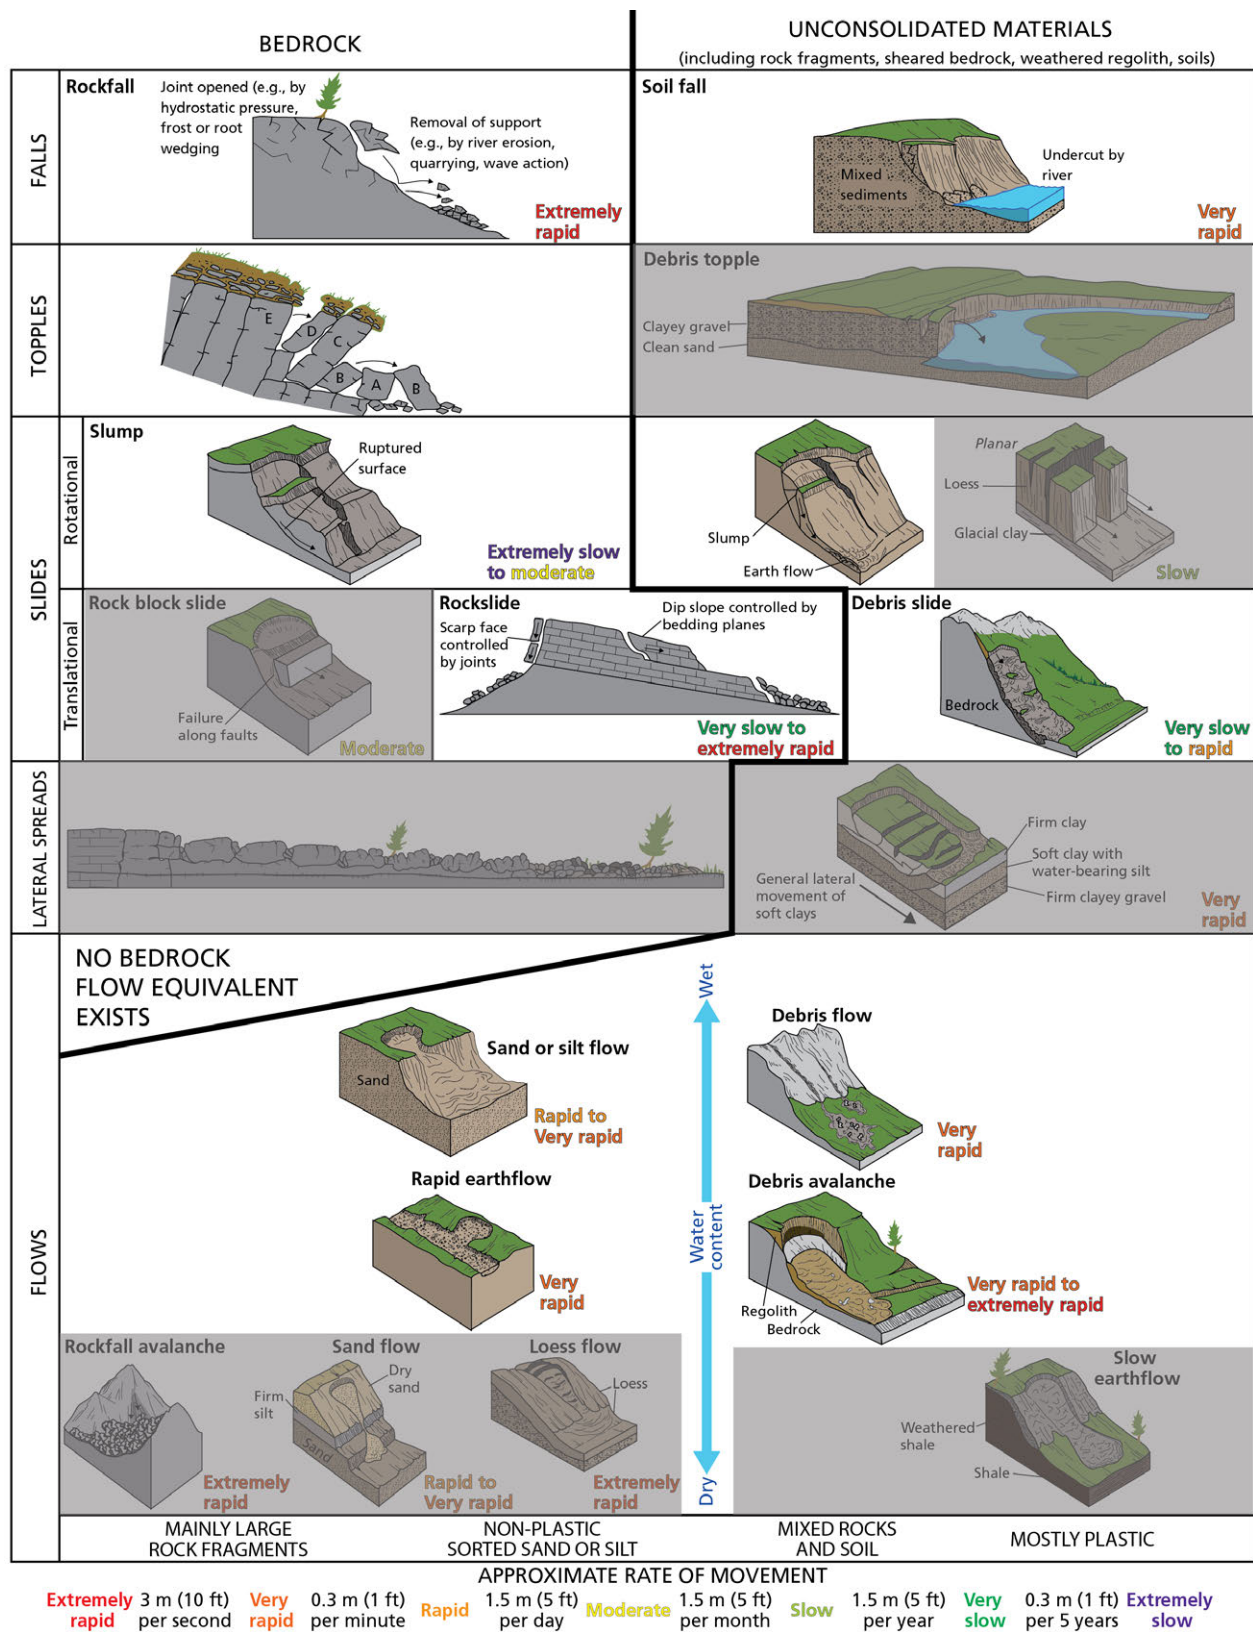 BEDROCK
UNCONSOLIDATED MATERIALS
(including rock fragments, sheared bedrock, weathered regolith, soils)
FALLS
Rockfall
Joint opened (e.g., by
hydrostatic pressure,
frost or root
wedging
Removal of support
(e.g., by river erosion,
quarrying, wave action)
Extremely
rapid
Soil fall
Mixed
sediments
Undercut by
river
Very
rapid
TOPPLES
E
D
C
B
A
B
Debris topple
Clayey gravel
Clean sand
SLIDES
Rotational
Slump
Ruptured
surface
Extremely slow
to moderate
Slump
Earth flow
Planar
Loess
Glacial clay
Slow
Translational
Rock block slide
Failure
along faults
Moderate
Rockslide
Scarp face
controlled
by joints
Dip slope controlled by
bedding planes
Very slow to
extremely rapid
Debris slide
Bedrock
Very slow
to rapid
LATERAL SPREADS
General lateral
movement of
soft clays
Firm clay
Soft clay with
water-bearing silt
Firm clayey gravel
Very
rapid
FLOWS
NO BEDROCK
FLOW EQUIVALENT
EXISTS
Sand or silt flow
Sand
Rapid to
Very rapid
Rapid earthflow
Very
rapid
Wet
Water
content
Dry
Debris flow
Very
rapid
Debris avalanche
Regolith
Bedrock
Very rapid to
extremely rapid
Rockfall avalanche
Extremely
rapid
Sand flow
Dry
sand
Firm
silt
Sand
Rapid to
Very rapid
Loess flow
Loess
Extremely
rapid
Slow
earthflow
Weathered
shale
Shale
MAINLY LARGE
ROCK FRAGMENTS
NON-PLASTIC
SORTED SAND OR SILT
MIXED ROCKS
AND SOIL
MOSTLY PLASTIC
APPROXIMATE RATE OF MOVEMENT
Extremely
rapid
3 m (10 ft)
per second
Very
rapid
0.3 m (1 ft)
per minute
Rapid
1.5 m (5 ft)
per day
Moderate
1.5 m (5 ft)
per month
Slow
1.5 m (5 ft)
per year
Very
slow
0.3 m (1 ft)
per 5 years
Extremely
slow